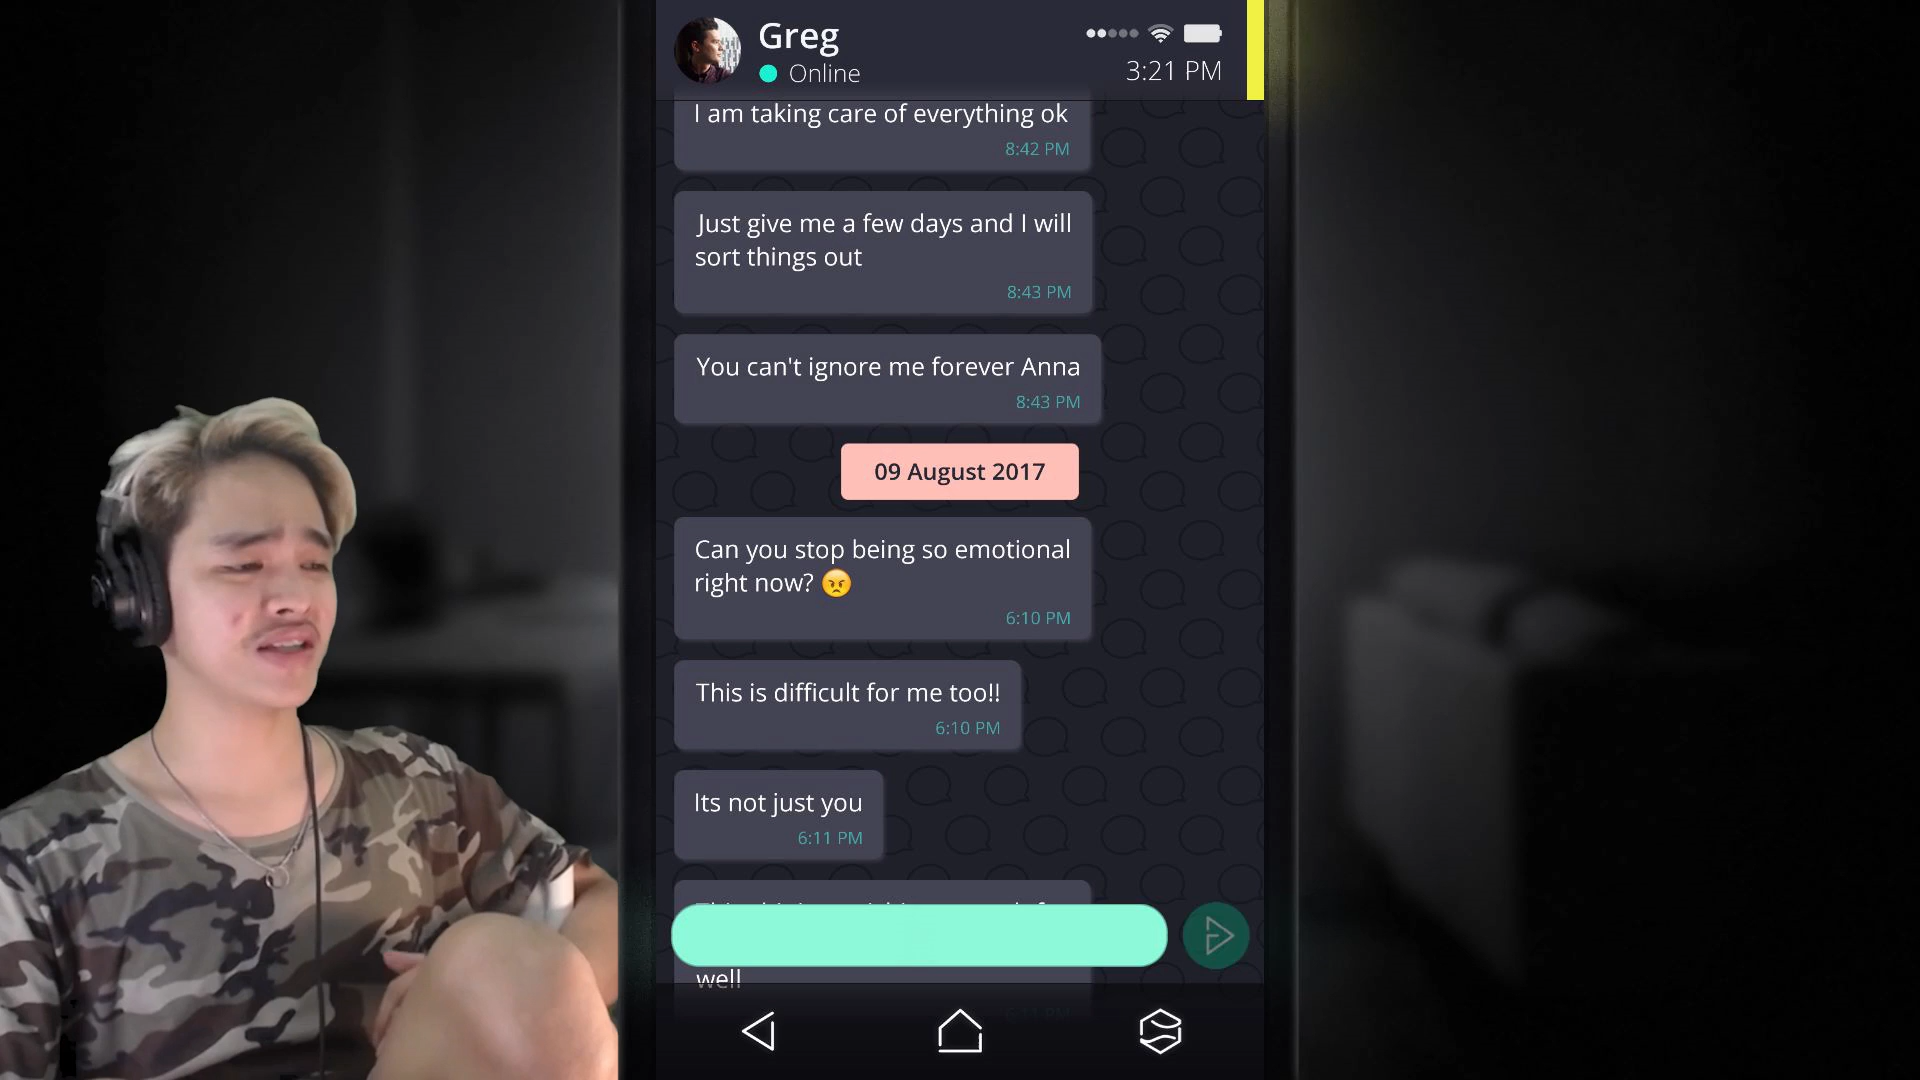 Greg
Online
3:21 PM
I am taking care of everything ok
8:42 PM
Just give me a few days and I will
sort things out
8:43 PM
You can't ignore me forever Anna
8:43 PM
09 August 2017
Can you stop being so emotional
right now? 😠
6:10 PM
This is difficult for me too!!
6:10 PM
Its not just you
6:11 PM
well
6:11 PM